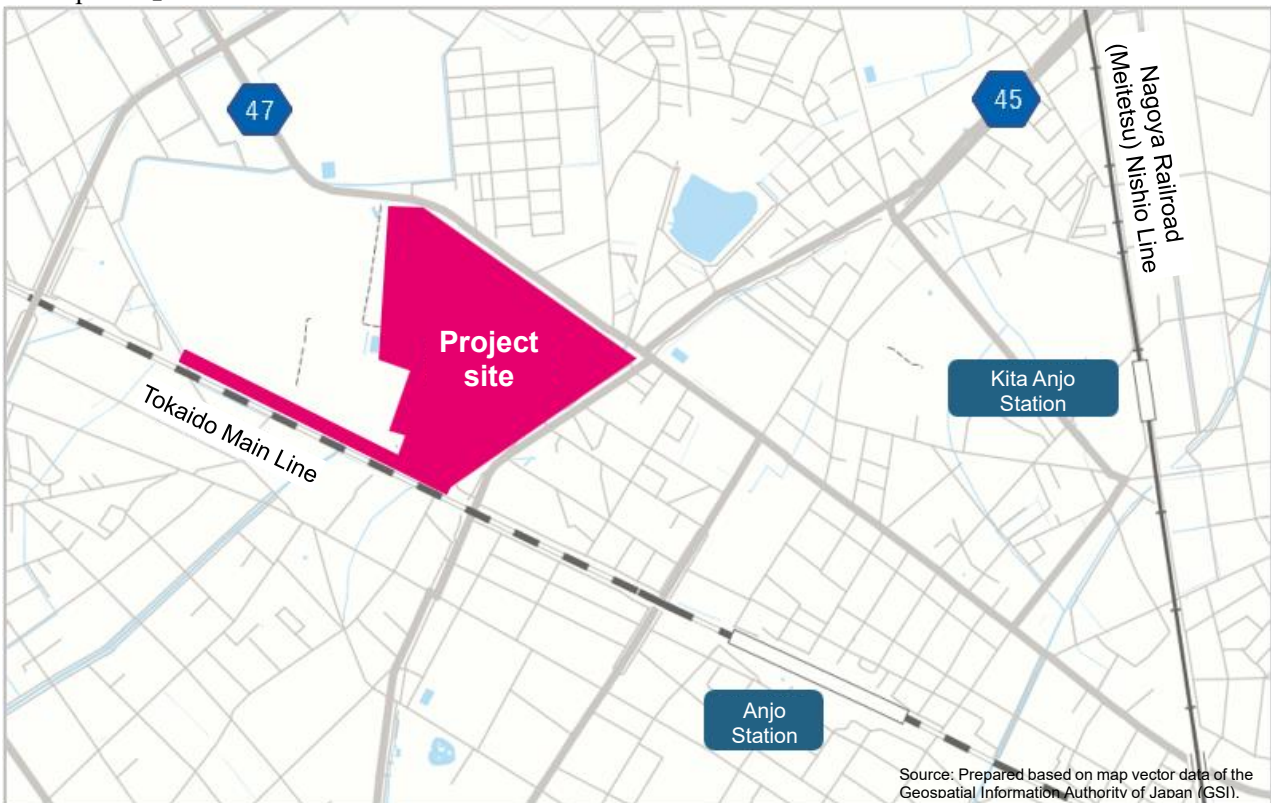 47
45
Nagoya Railroad
(Meitetsu) Nishio Line
Project
site
Kita Anjo
Station
Tokaido Main Line
Anjo
Station
Source: Prepared based on map vector data of the
Geospatial Information Authority of Japan (GSI).